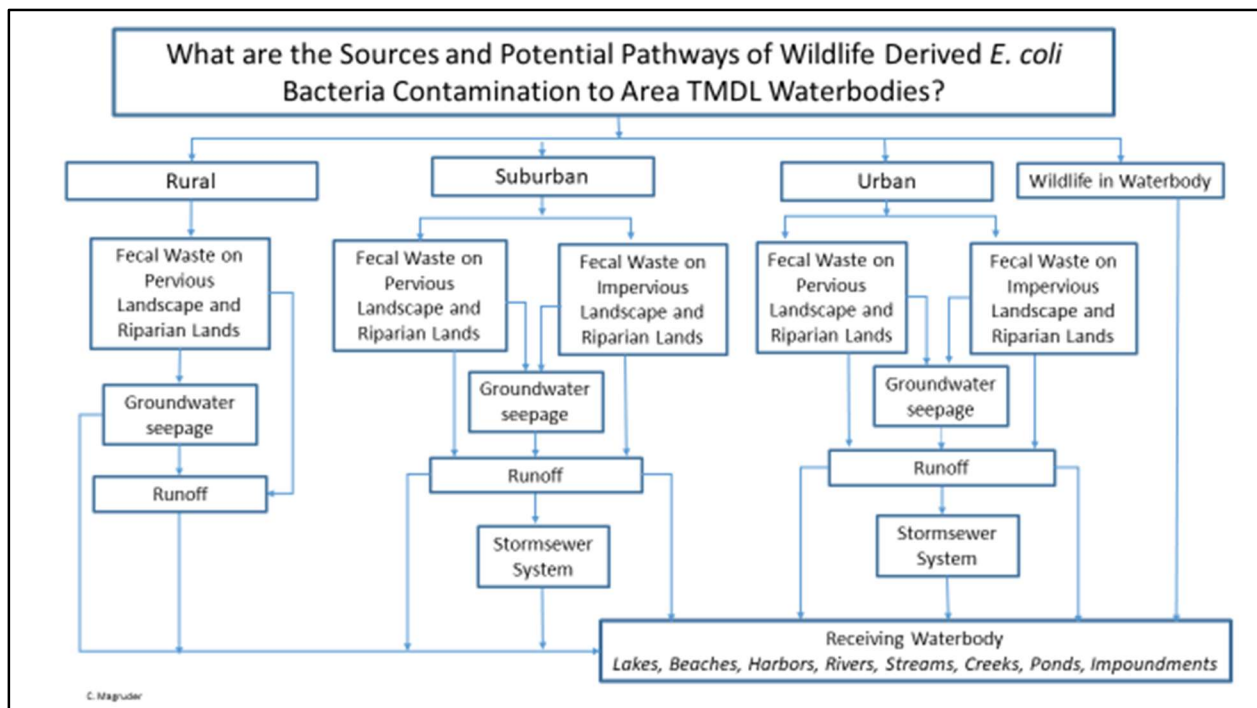 What are the Sources and Potential Pathways of Wildlife Derived E. coli
Bacteria Contamination to Area TMDL Waterbodies?
Rural
Suburban
Urban
Wildlife in Waterbody
Fecal Waste on
Pervious
Landscape and
Riparian Lands
Fecal Waste on
Pervious
Landscape and
Riparian Lands
Fecal Waste on
Impervious
Landscape and
Riparian Lands
Fecal Waste on
Pervious
Landscape and
Riparian Lands
Fecal Waste on
Impervious
Landscape and
Riparian Lands
Groundwater
seepage
Groundwater
seepage
Groundwater
seepage
Runoff
Runoff
Runoff
Stormsewer
System
Stormsewer
System
Receiving Waterbody
Lakes, Beaches, Harbors, Rivers, Streams, Creeks, Ponds, Impoundments
C. Magruder